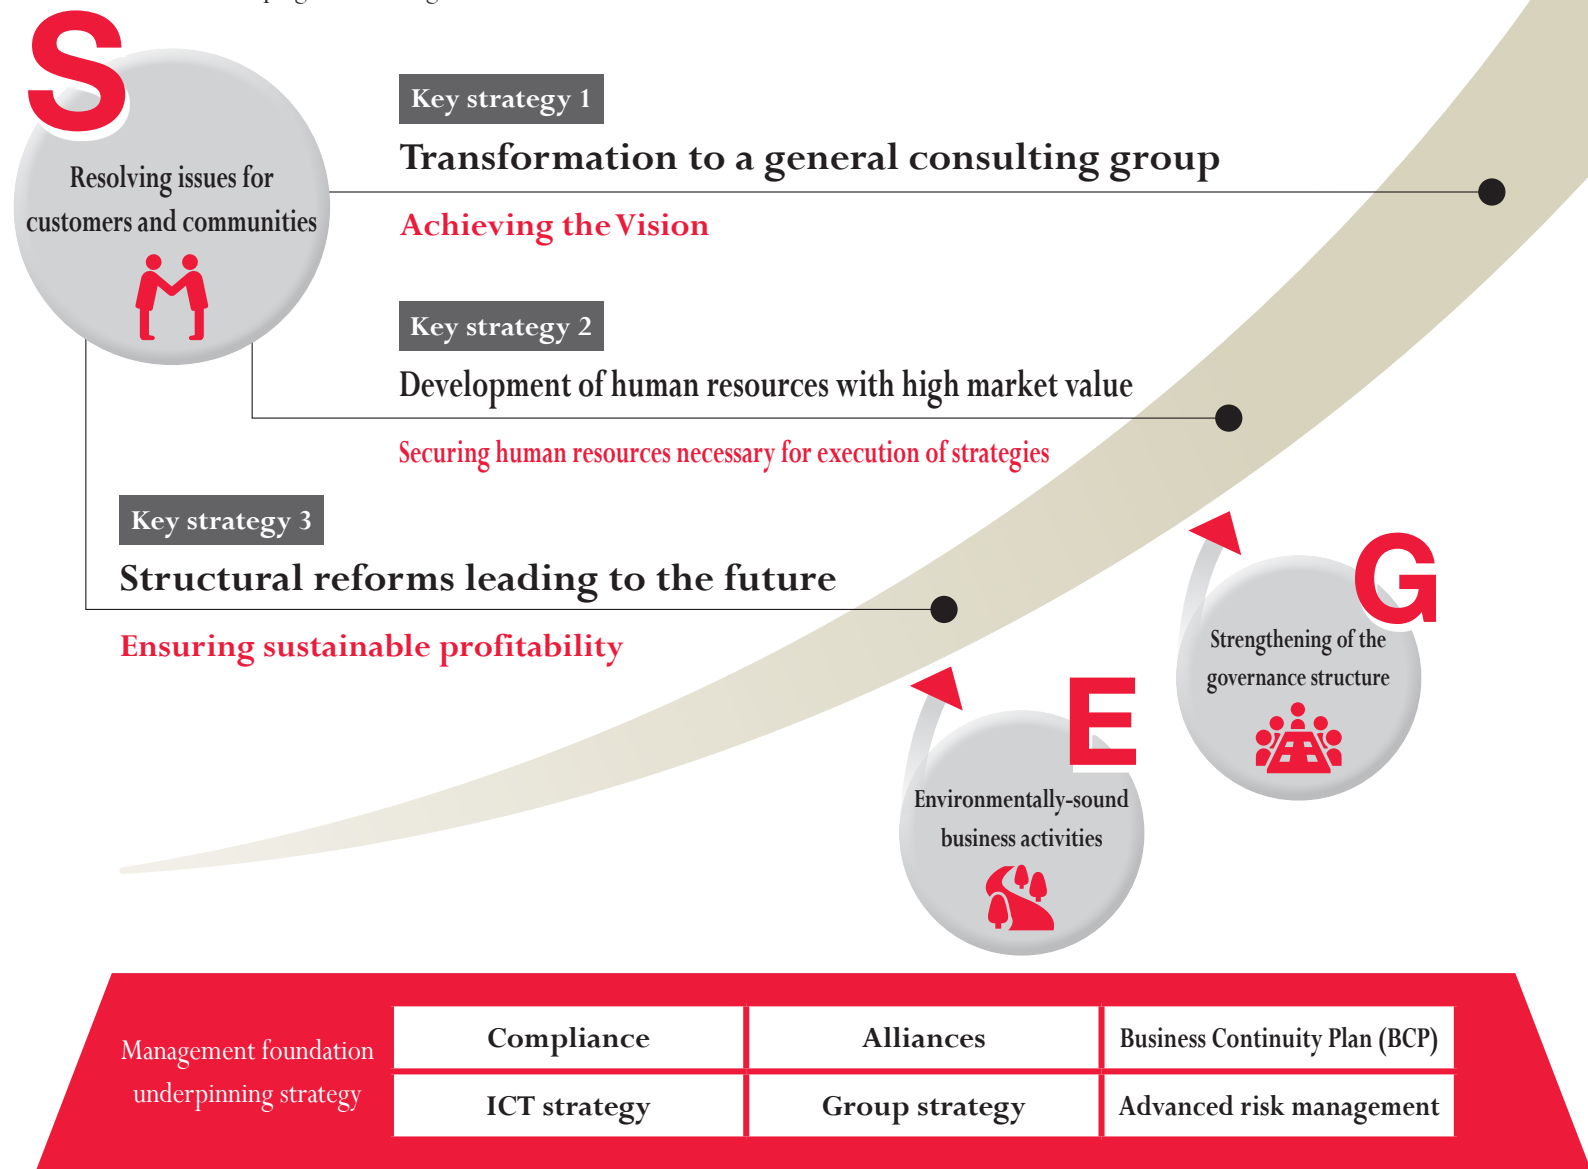 S
Resolving issues for
customers and communities
Key strategy 1
Transformation to a general consulting group
Achieving the Vision
Key strategy 2
Development of human resources with high market value
Securing human resources necessary for execution of strategies
Key strategy 3
Structural reforms leading to the future
Ensuring sustainable profitability
G
Strengthening of the
governance structure
E
Environmentally-sound
business activities
Management foundation
underpinning strategy
Compliance
Alliances
Business Continuity Plan (BCP)
ICT strategy
Group strategy
Advanced risk management